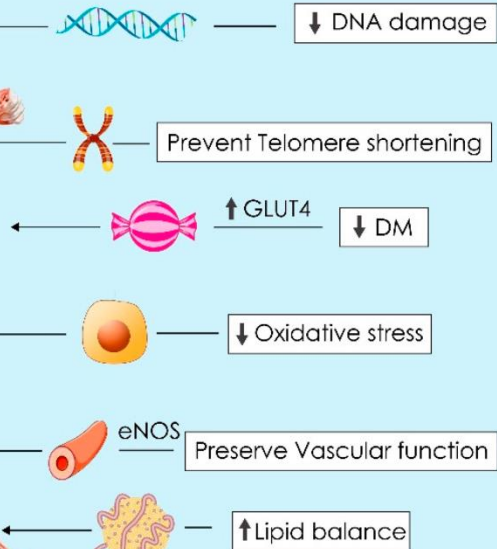 ↓ DNA damage
Prevent Telomere shortening
↑ GLUT4
↓ DM
↓ Oxidative stress
eNOS
Preserve Vascular function
↑Lipid balance